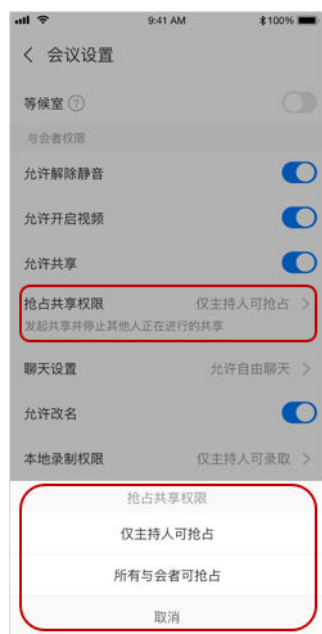 9:41 AM
100%
会议设置
等候室 ?
与会者权限
允许解除静音
允许开启视频
允许共享
抢占共享权限 仅主持人可抢占
发起共享并停止其他人正在进行的共享
聊天设置 允许自由聊天
允许改名
本地录制权限 仅主持人可录取
抢占共享权限
仅主持人可抢占
所有与会者可抢占
取消